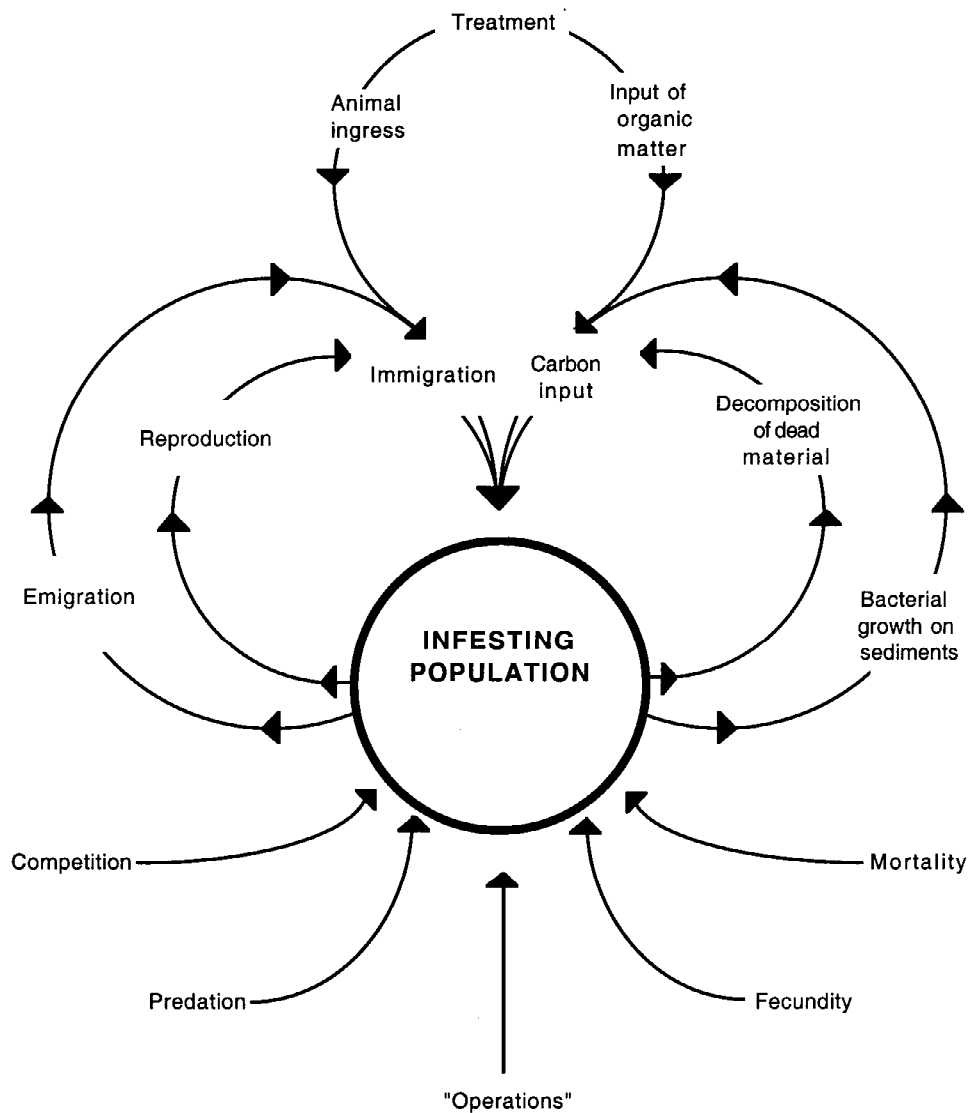 Treatment
Animal
ingress
Input of
organic
matter
Immigration
Carbon
input
Reproduction
Decomposition
of dead
material
Emigration
Bacterial
growth on
sediments
INFESTING
POPULATION
Competition
Mortality
Predation
Fecundity
"Operations"